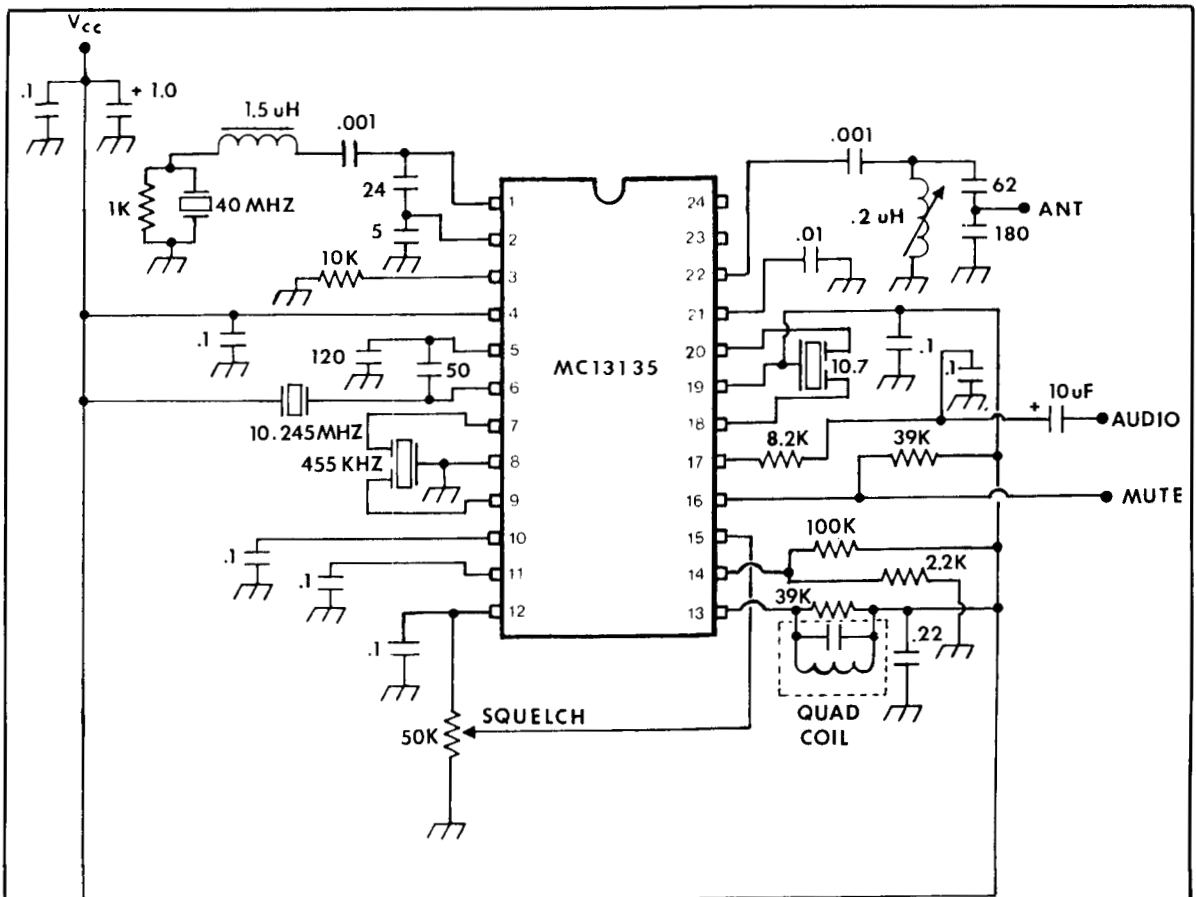 Vcc
.1
+ 1.0
1.5 uH
.001
1K
40 MHZ
24
5
10K
.1
120
50
10.245MHZ
455 KHZ
.1
.1
.1
50K
SQUELCH
1
2
3
4
5
6
7
8
9
10
11
12
MC13135
24
23
22
21
20
19
18
17
16
15
14
13
.001
.2 uH
62
180
ANT
.01
10.7
.1
.1
+
10uF
AUDIO
8.2K
39K
MUTE
100K
2.2K
39K
.22
QUAD
COIL